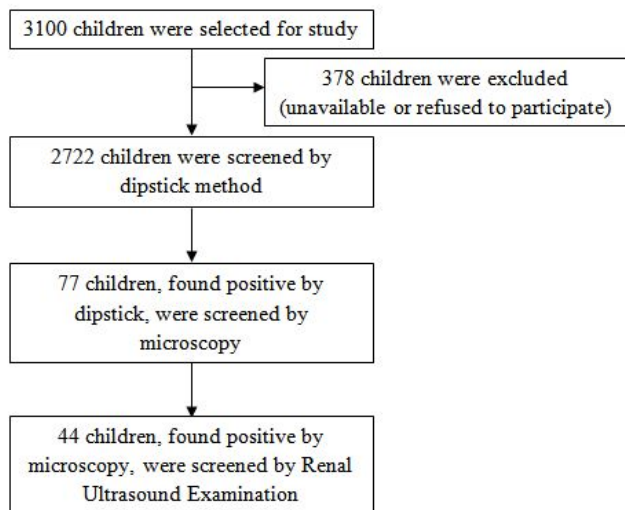 3100 children were selected for study
378 children were excluded
(unavailable or refused to participate)
2722 children were screened by
dipstick method
77 children, found positive by
dipstick, were screened by
microscopy
44 children, found positive by
microscopy, were screened by Renal
Ultrasound Examination